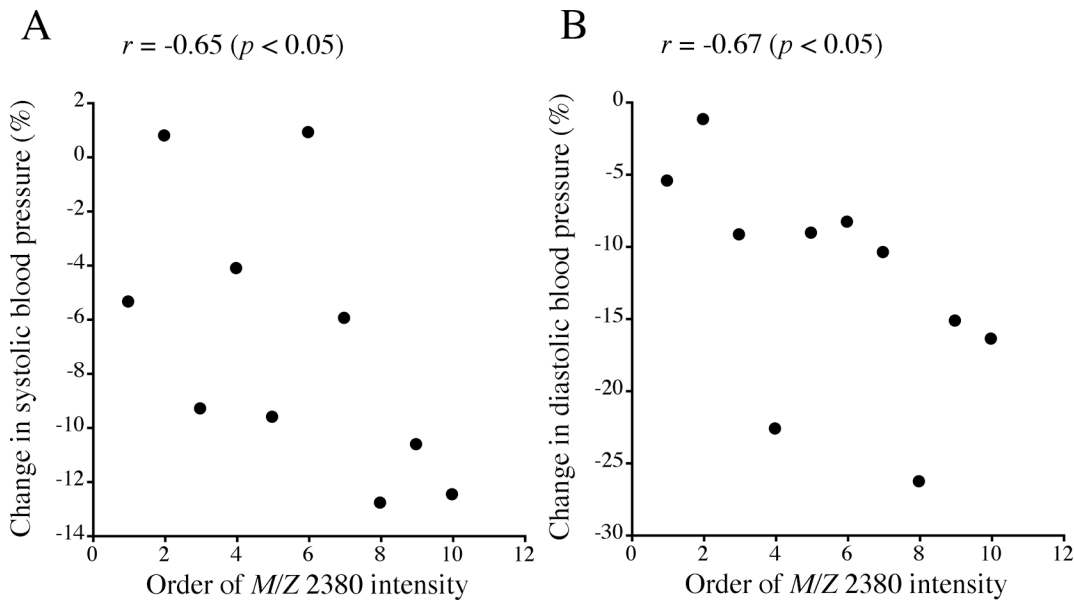 A
r = -0.65 (p < 0.05)
Change in systolic blood pressure (%)
2
0
-2
-4
-6
-8
-10
-12
-14
0 2 4 6 8 10 12
Order of M/Z 2380 intensity
B
r = -0.67 (p < 0.05)
Change in diastolic blood pressure (%)
0
-5
-10
-15
-20
-25
-30
0 2 4 6 8 10 12
Order of M/Z 2380 intensity